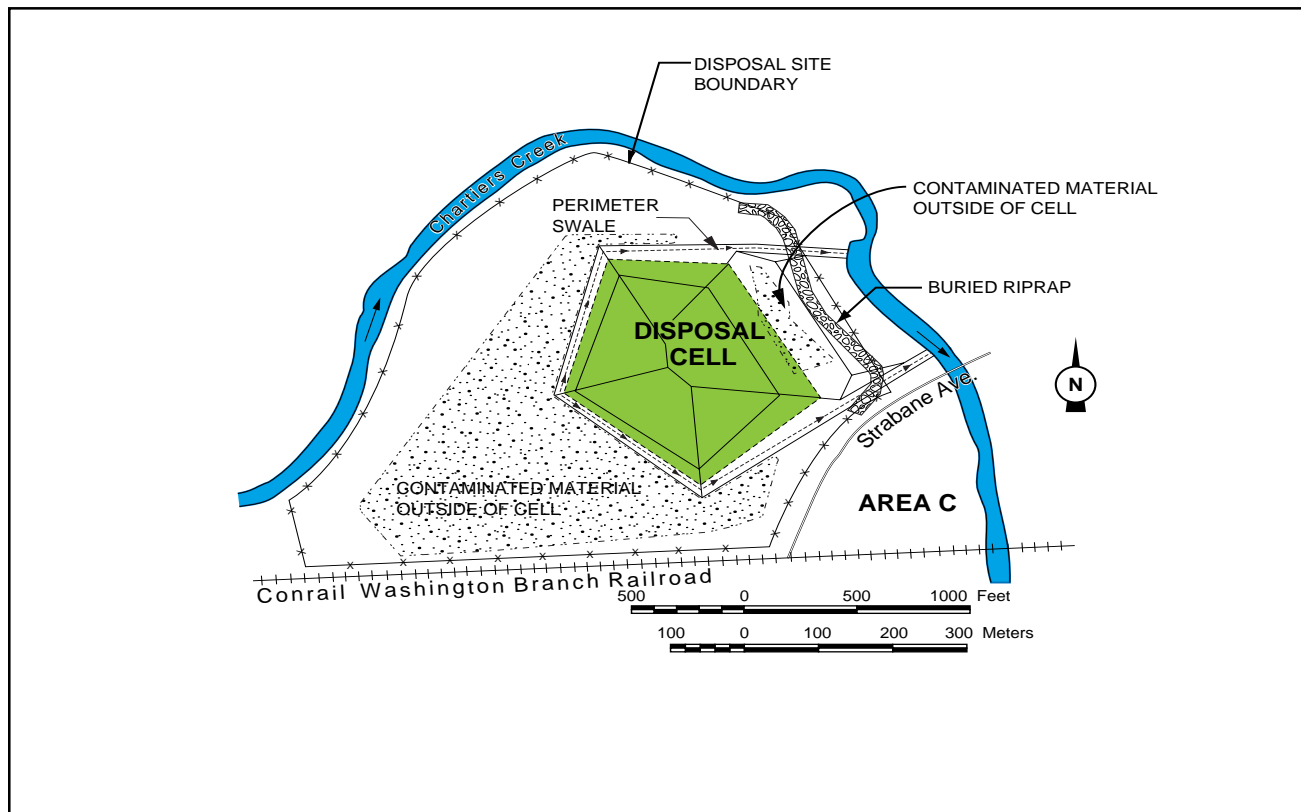 DISPOSAL SITE
BOUNDARY
Chartiers Creek
CONTAMINATED MATERIAL
OUTSIDE OF CELL
PERIMETER
SWALE
BURIED RIPRAP
DISPOSAL
CELL
N
Strabane Ave.
CONTAMINATED MATERIAL
OUTSIDE OF CELL
AREA C
Conrail Washington Branch Railroad
500 0 500 1000 Feet
100 0 100 200 300 Meters